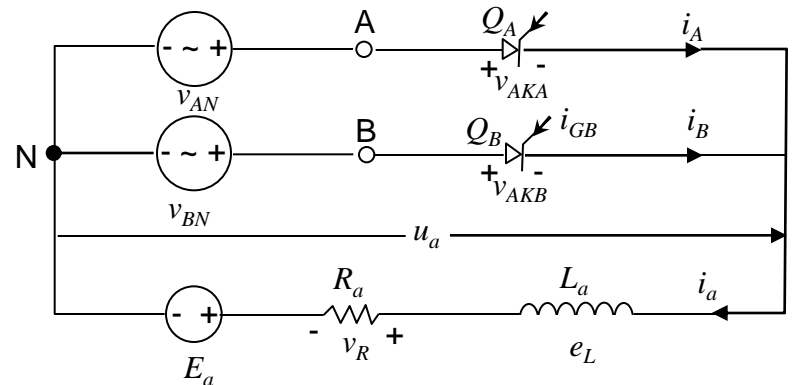 A Q_A i_A
- ~ + + v_AKA -
v_AN
B Q_B i_GB i_B
N - ~ + + v_AKB -
v_BN
u_a
R_a L_a i_a
- + - v_R + e_L
E_a